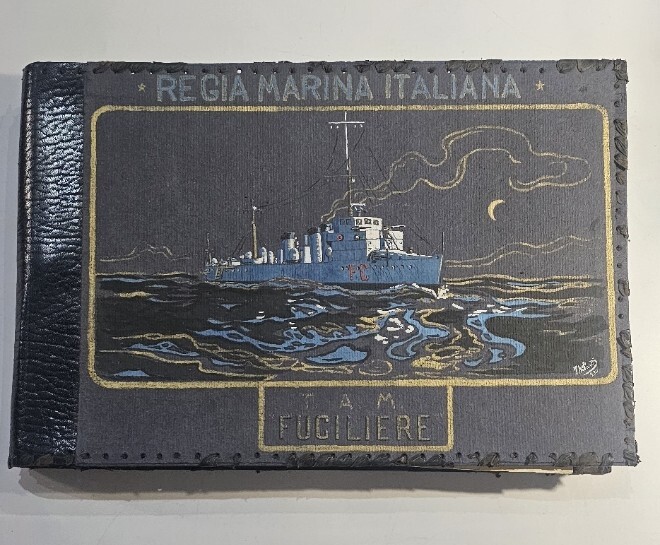 REGIA MARINA ITALIANA
FC
T A M
FUCILIERE